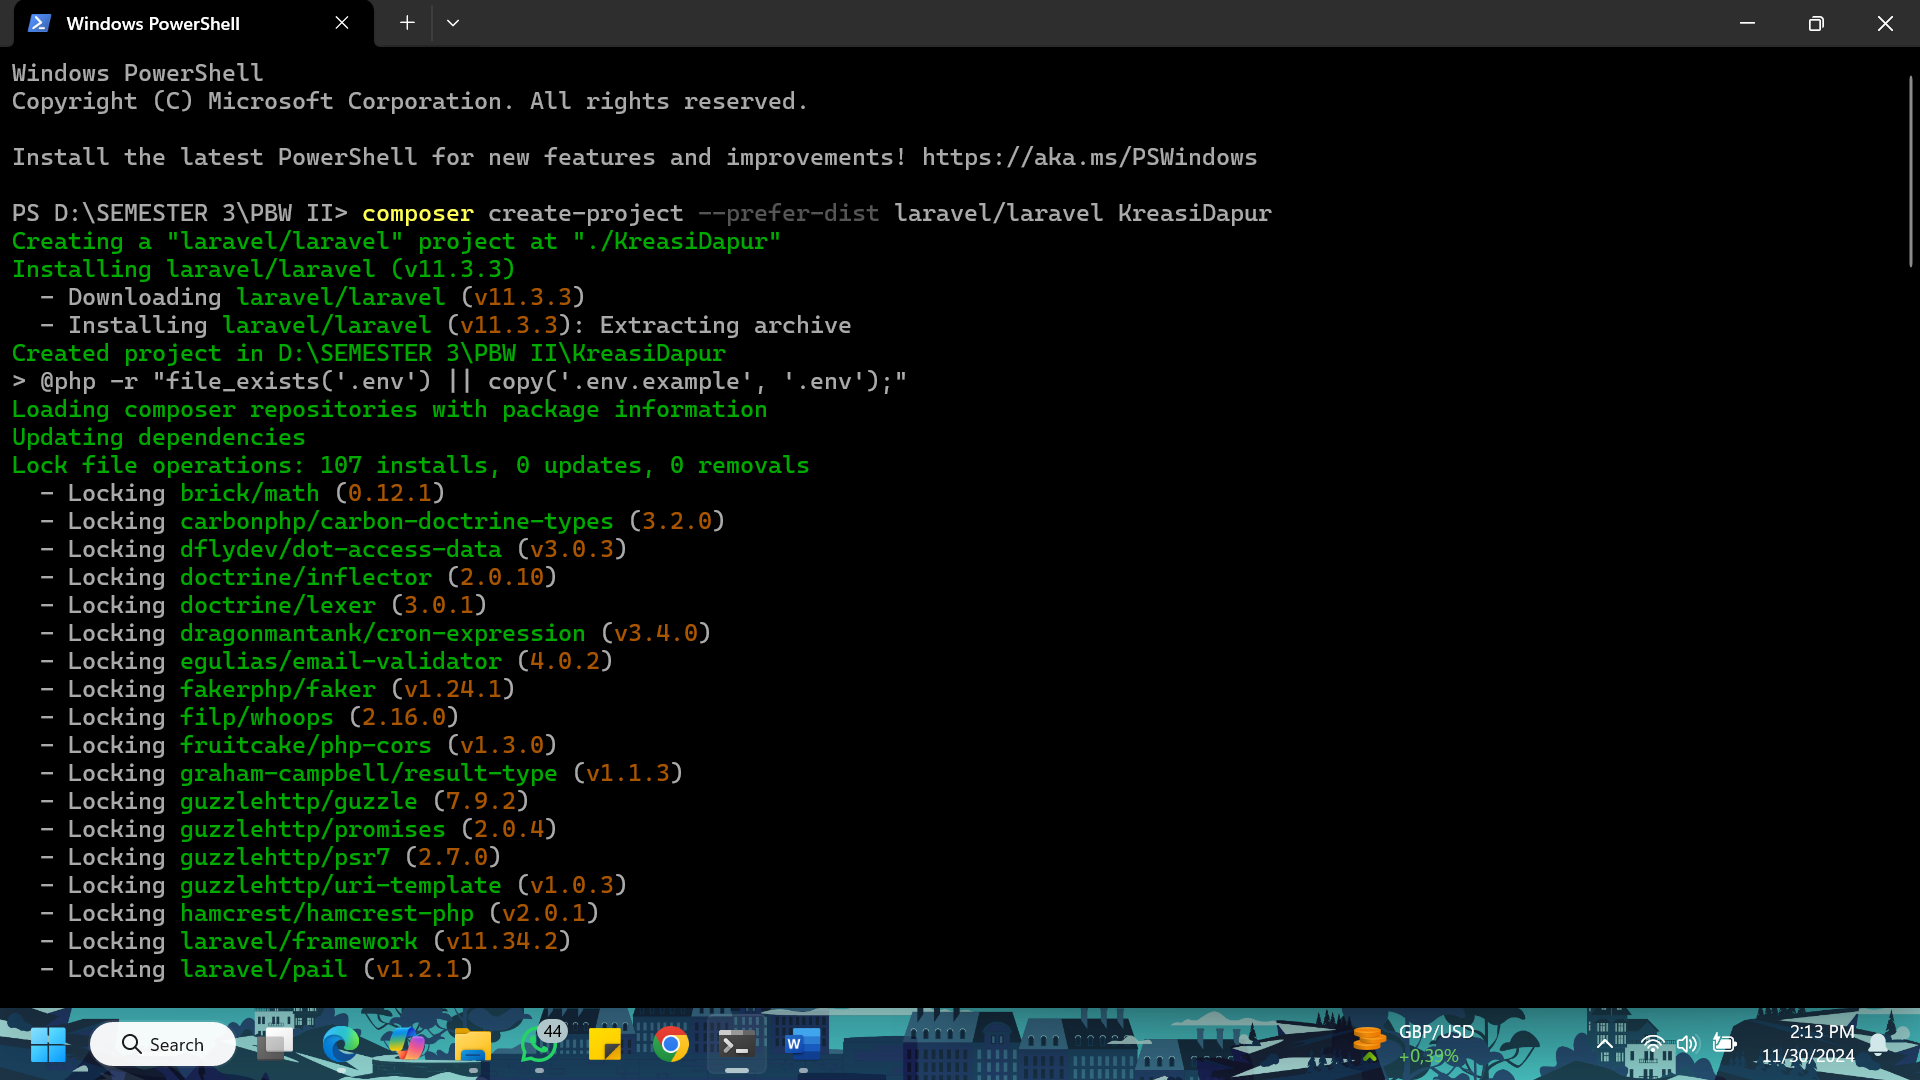 Windows PowerShell
Windows PowerShell
Copyright (C) Microsoft Corporation. All rights reserved.
Install the latest PowerShell for new features and improvements! https://aka.ms/PSWindows
PS D:\SEMESTER 3\PBW II> composer create-project --prefer-dist laravel/laravel KreasiDapur
Creating a "laravel/laravel" project at "./KreasiDapur"
Installing laravel/laravel (v11.3.3)
  - Downloading laravel/laravel (v11.3.3)
  - Installing laravel/laravel (v11.3.3): Extracting archive
Created project in D:\SEMESTER 3\PBW II\KreasiDapur
> @php -r "file_exists('.env') || copy('.env.example', '.env');"
Loading composer repositories with package information
Updating dependencies
Lock file operations: 107 installs, 0 updates, 0 removals
  - Locking brick/math (0.12.1)
  - Locking carbonphp/carbon-doctrine-types (3.2.0)
  - Locking dflydev/dot-access-data (v3.0.3)
  - Locking doctrine/inflector (2.0.10)
  - Locking doctrine/lexer (3.0.1)
  - Locking dragonmantank/cron-expression (v3.4.0)
  - Locking egulias/email-validator (4.0.2)
  - Locking fakerphp/faker (v1.24.1)
  - Locking filp/whoops (2.16.0)
  - Locking fruitcake/php-cors (v1.3.0)
  - Locking graham-campbell/result-type (v1.1.3)
  - Locking guzzlehttp/guzzle (7.9.2)
  - Locking guzzlehttp/promises (2.0.4)
  - Locking guzzlehttp/psr7 (2.7.0)
  - Locking guzzlehttp/uri-template (v1.0.3)
  - Locking hamcrest/hamcrest-php (v2.0.1)
  - Locking laravel/framework (v11.34.2)
  - Locking laravel/pail (v1.2.1)
Search
44
W
GBP/USD
+0,39%
2:13 PM
11/30/2024